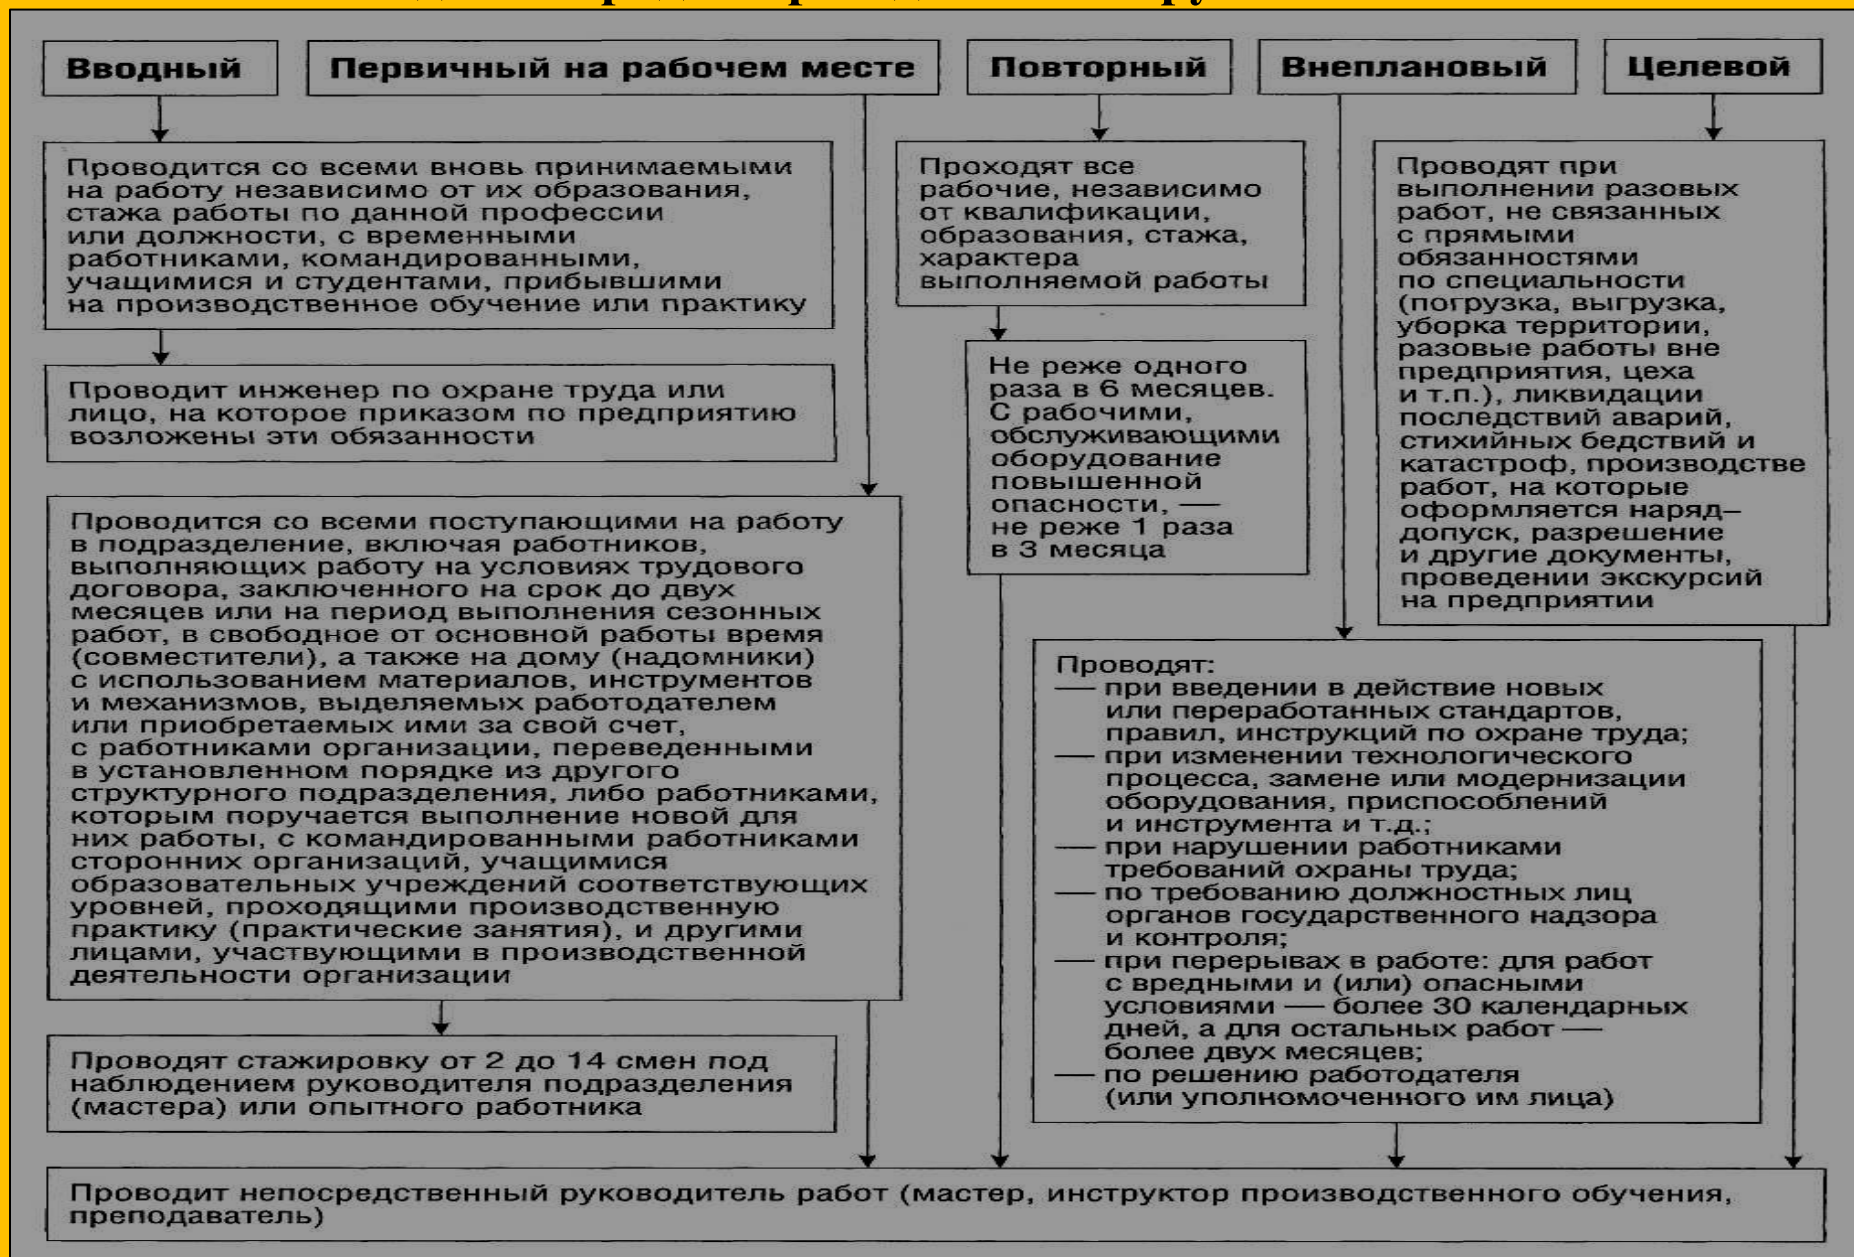 Вводный
Первичный на рабочем месте
Повторный
Внеплановый
Целевой
Проводится со всеми вновь принимаемыми
на работу независимо от их образования,
стажа работы по данной профессии
или должности, с временными
работниками, командированными,
учащимися и студентами, прибывшими
на производственное обучение или практику
Проводит инженер по охране труда или
лицо, на которое приказом по предприятию
возложены эти обязанности
Проводится со всеми поступающими на работу
в подразделение, включая работников,
выполняющих работу на условиях трудового
договора, заключенного на срок до двух
месяцев или на период выполнения сезонных
работ, в свободное от основной работы время
(совместители), а также на дому (надомники)
с использованием материалов, инструментов
и механизмов, выделяемых работодателем
или приобретаемых ими за свой счет,
с работниками организации, переведенными
в установленном порядке из другого
структурного подразделения, либо работниками,
которым поручается выполнение новой для
них работы, с командированными работниками
сторонних организаций, учащимися
образовательных учреждений соответствующих
уровней, проходящими производственную
практику (практические занятия), и другими
лицами, участвующими в производственной
деятельности организации
Проводят стажировку от 2 до 14 смен под
наблюдением руководителя подразделения
(мастера) или опытного работника
Проходят все
рабочие, независимо
от квалификации,
образования, стажа,
характера
выполняемой работы
Не реже одного
раза в 6 месяцев.
С рабочими,
обслуживающими
оборудование
повышенной
опасности, —
не реже 1 раза
в 3 месяца
Проводят при
выполнении разовых
работ, не связанных
с прямыми
обязанностями
по специальности
(погрузка, выгрузка,
уборка территории,
разовые работы вне
предприятия, цеха
и т.п.), ликвидации
последствий аварий,
стихийных бедствий и
катастроф, производстве
работ, на которые
оформляется наряд–
допуск, разрешение
и другие документы,
проведении экскурсий
на предприятии
Проводят:
— при введении в действие новых
или переработанных стандартов,
правил, инструкций по охране труда;
— при изменении технологического
процесса, замене или модернизации
оборудования, приспособлений
и инструмента и т.д.;
— при нарушении работниками
требований охраны труда;
— по требованию должностных лиц
органов государственного надзора
и контроля;
— при перерывах в работе: для работ
с вредными и (или) опасными
условиями — более 30 календарных
дней, а для остальных работ —
более двух месяцев;
— по решению работодателя
(или уполномоченного им лица)
Проводит непосредственный руководитель работ (мастер, инструктор производственного обучения,
преподаватель)